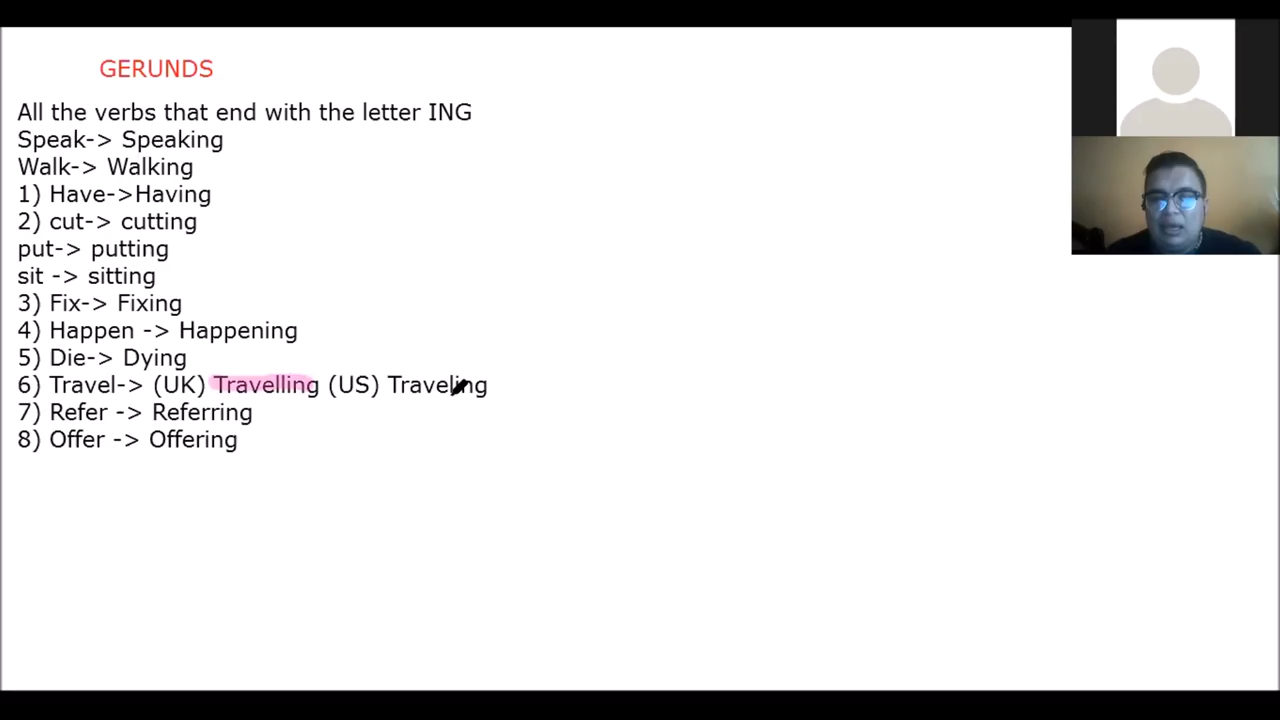 GERUNDS
All the verbs that end with the letter ING
Speak-> Speaking
Walk-> Walking
1) Have->Having
2) cut-> cutting
put-> putting
sit -> sitting
3) Fix-> Fixing
4) Happen -> Happening
5) Die-> Dying
6) Travel-> (UK) Travelling (US) Traveling
7) Refer -> Referring
8) Offer -> Offering